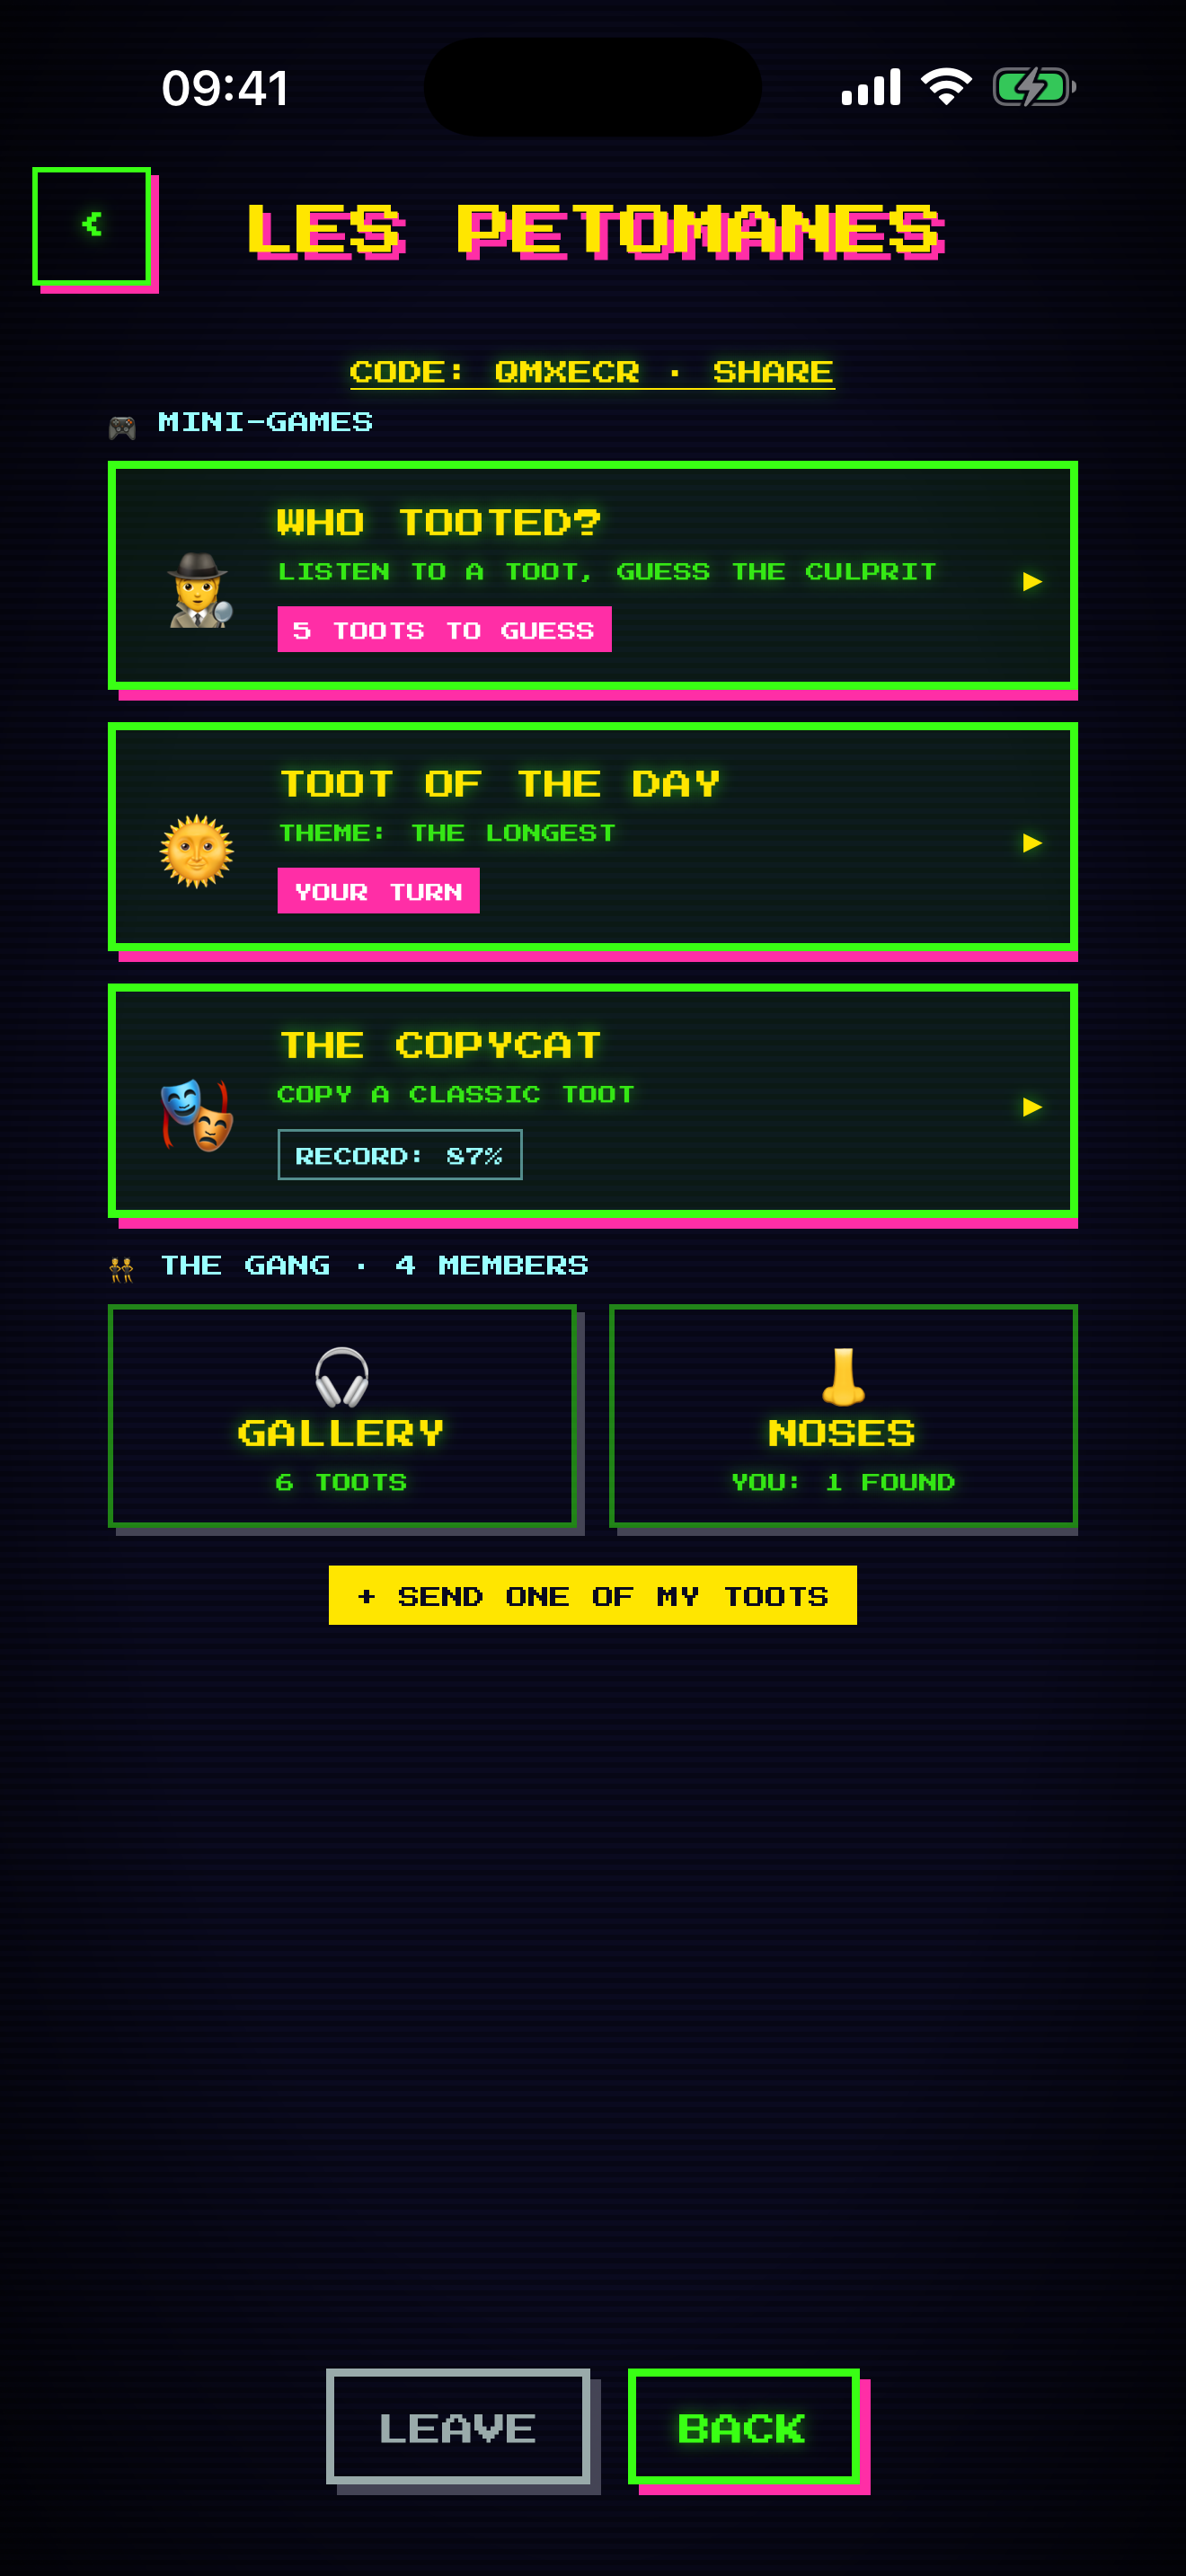 09:41
LES PETOMANES
CODE: QMXECR · SHARE
MINI-GAMES
WHO TOOTED?
LISTEN TO A TOOT, GUESS THE CULPRIT
5 TOOTS TO GUESS
TOOT OF THE DAY
THEME: THE LONGEST
YOUR TURN
THE COPYCAT
COPY A CLASSIC TOOT
RECORD: 87%
THE GANG · 4 MEMBERS
GALLERY
6 TOOTS
NOSES
YOU: 1 FOUND
+ SEND ONE OF MY TOOTS
LEAVE
BACK